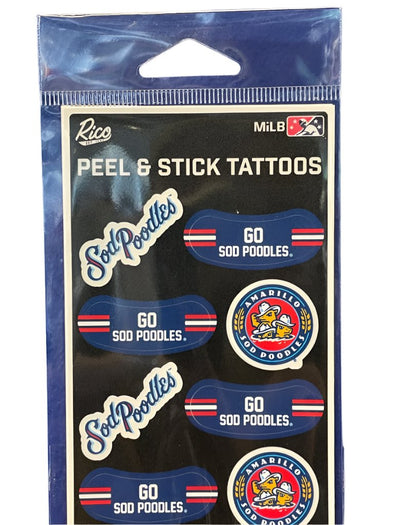 Rico
MiLB
PEEL & STICK TATTOOS
Sod Poodles
GO
SOD POODLES®
GO
SOD POODLES®
AMARILLO
SOD POODLES
Sod Poodles
GO
SOD POODLES®
GO
SOD POODLES®
AMARILLO